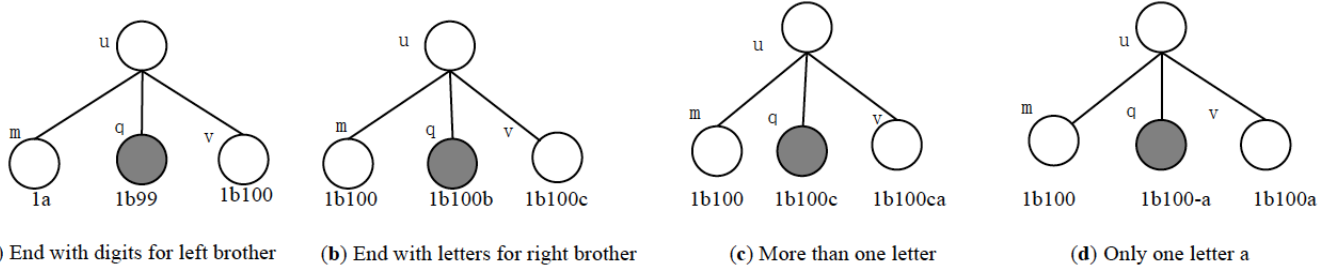 u
m q v
1a 1b99 1b100
) End with digits for left brother
u
m q v
1b100 1b100b 1b100c
(b) End with letters for right brother
u
m q v
1b100 1b100c 1b100ca
(c) More than one letter
u
m q v
1b100 1b100-a 1b100a
(d) Only one letter a